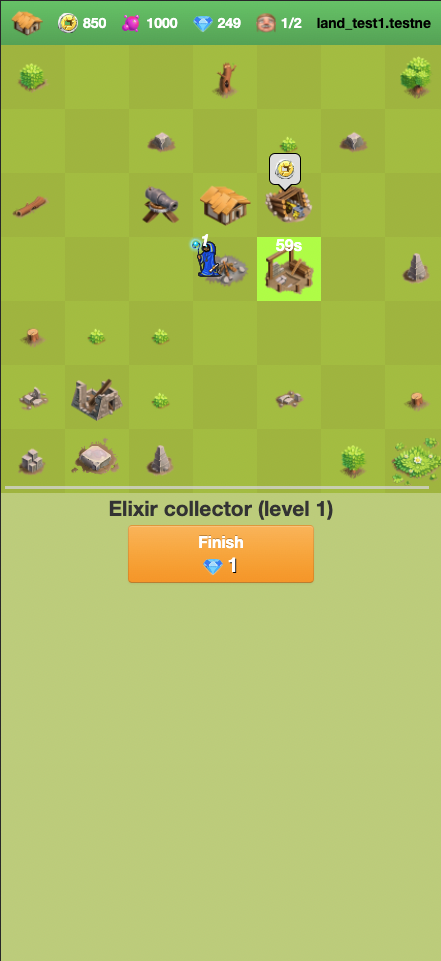 850 1000 249 1/2 land_test1.testne
1
59s
Elixir collector (level 1)
Finish
1